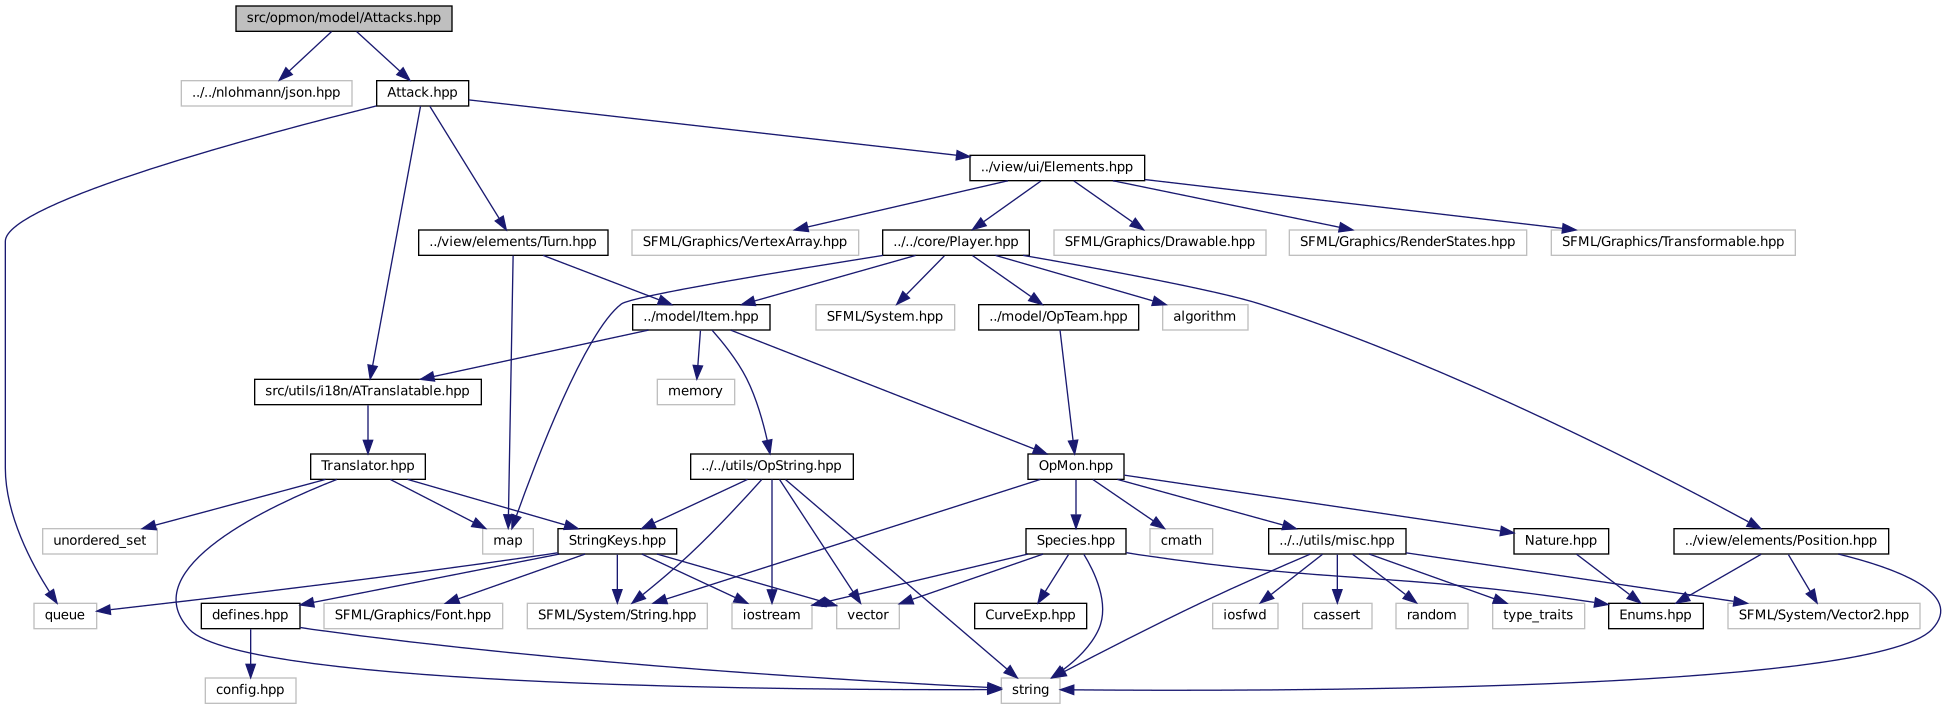 src/opmon/model/Attacks.hpp
../../nlohmann/json.hpp
Attack.hpp
../view/ui/Elements.hpp
../view/elements/Turn.hpp
SFML/Graphics/VertexArray.hpp
../../core/Player.hpp
SFML/Graphics/Drawable.hpp
SFML/Graphics/RenderStates.hpp
SFML/Graphics/Transformable.hpp
../model/Item.hpp
SFML/System.hpp
../model/OpTeam.hpp
algorithm
src/utils/i18n/ATranslatable.hpp
memory
Translator.hpp
../../utils/OpString.hpp
OpMon.hpp
unordered_set
map
StringKeys.hpp
Species.hpp
cmath
../../utils/misc.hpp
Nature.hpp
../view/elements/Position.hpp
queue
defines.hpp
SFML/Graphics/Font.hpp
SFML/System/String.hpp
iostream
vector
CurveExp.hpp
iosfwd
cassert
random
type_traits
Enums.hpp
SFML/System/Vector2.hpp
config.hpp
string